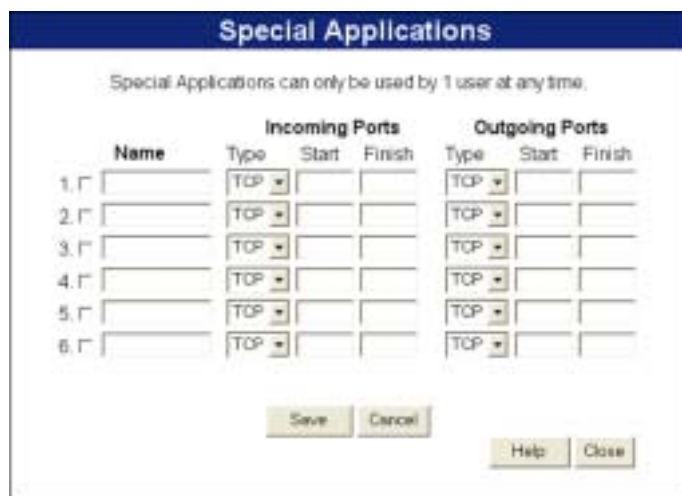 Special Applications
Special Applications can only be used by 1 user at any time.
Incoming Ports Outgoing Ports
Name Type Start Finish Type Start Finish
1. TCP TCP
2. TCP TCP
3. TCP TCP
4. TCP TCP
5. TCP TCP
6. TCP TCP
Save Cancel
Help Close